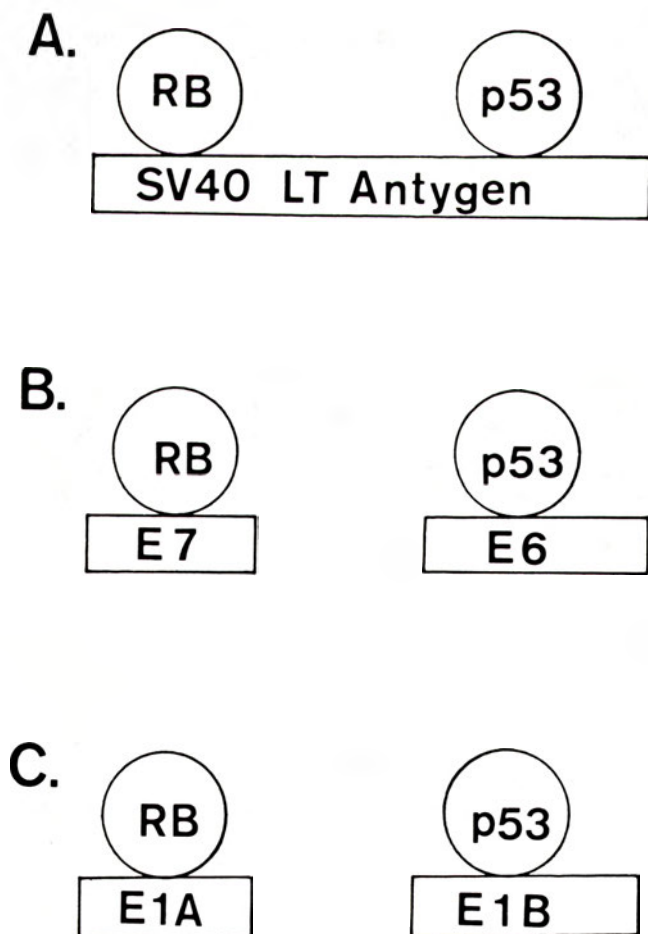 A.
RB p53
SV40 LT Antygen
B.
RB p53
E7 E6
C.
RB p53
E1A E1B